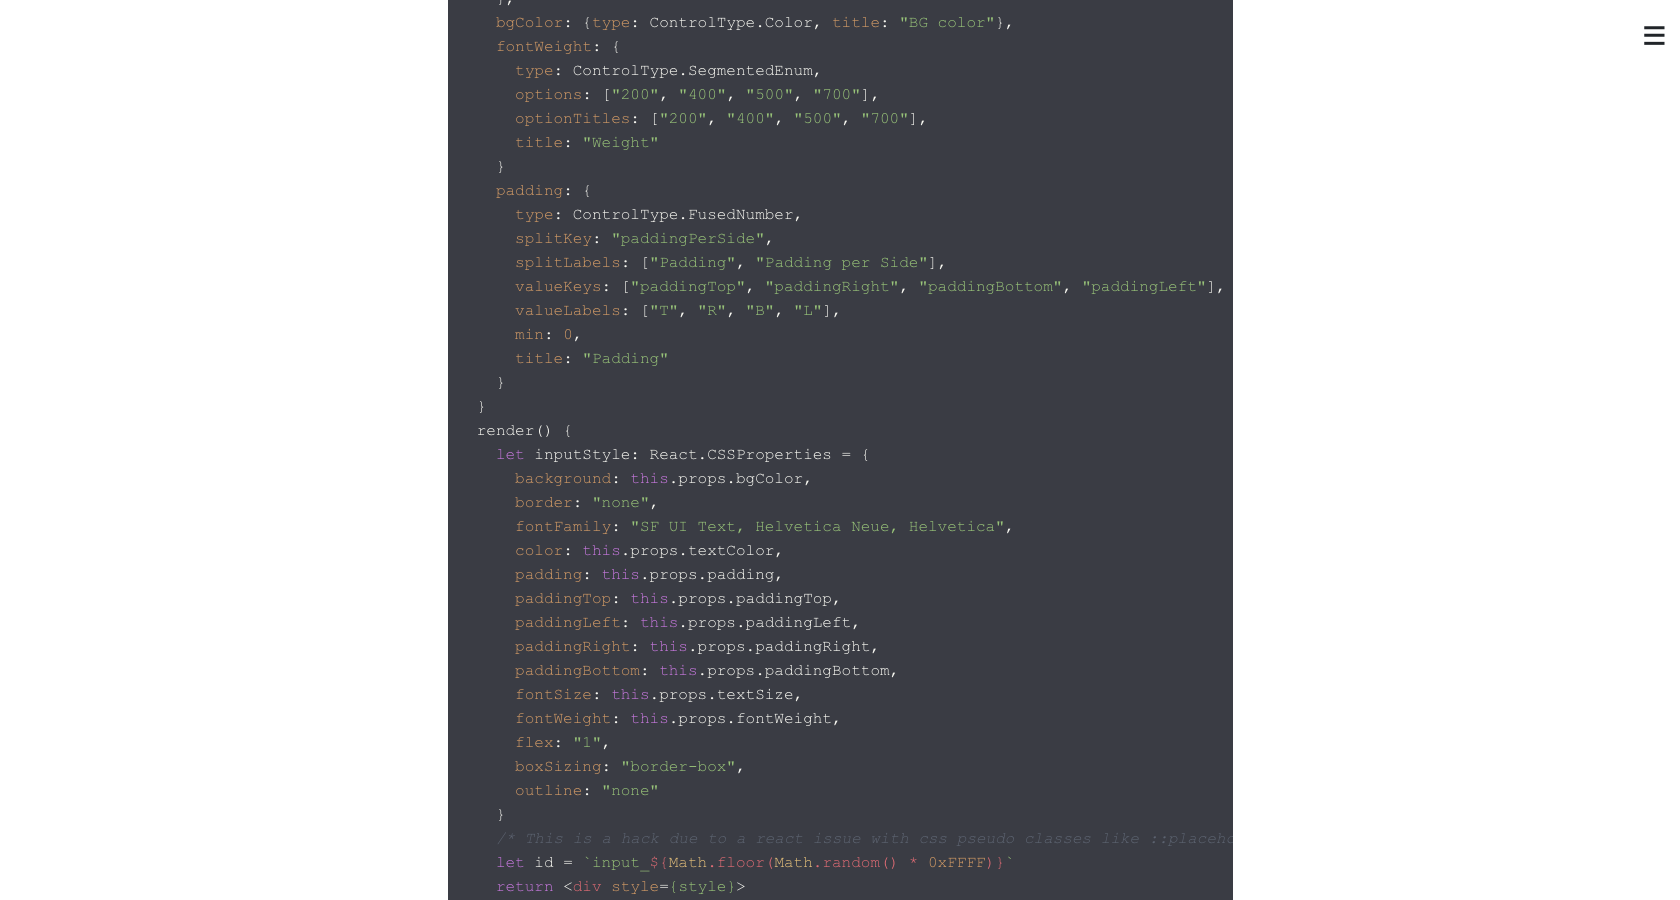 },
bgColor: {type: ControlType.Color, title: "BG color"},
fontWeight: {
type: ControlType.SegmentedEnum,
options: ["200", "400", "500", "700"],
optionTitles: ["200", "400", "500", "700"],
title: "Weight"
}
padding: {
type: ControlType.FusedNumber,
splitKey: "paddingPerSide",
splitLabels: ["Padding", "Padding per Side"],
valueKeys: ["paddingTop", "paddingRight", "paddingBottom", "paddingLeft"],
valueLabels: ["T", "R", "B", "L"],
min: 0,
title: "Padding"
}
}
render() {
let inputStyle: React.CSSProperties = {
background: this.props.bgColor,
border: "none",
fontFamily: "SF UI Text, Helvetica Neue, Helvetica",
color: this.props.textColor,
padding: this.props.padding,
paddingTop: this.props.paddingTop,
paddingLeft: this.props.paddingLeft,
paddingRight: this.props.paddingRight,
paddingBottom: this.props.paddingBottom,
fontSize: this.props.textSize,
fontWeight: this.props.fontWeight,
flex: "1",
boxSizing: "border-box",
outline: "none"
}
/* This is a hack due to a react issue with css pseudo classes like ::placeho
let id = `input_${Math.floor(Math.random() * 0xFFFF)}`
return <div style={style}>